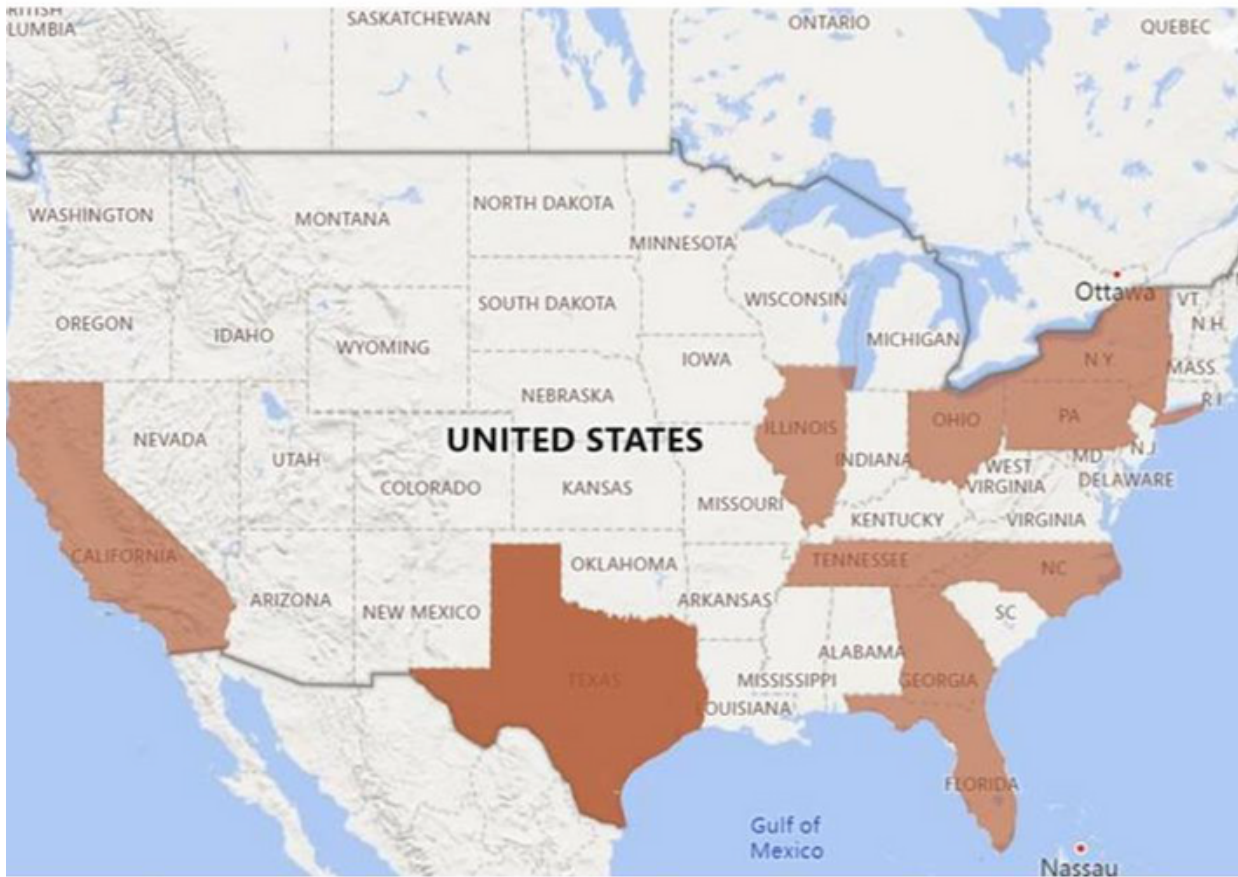 SASKATCHEWAN
ONTARIO
QUEBEC
WASHINGTON
MONTANA
NORTH DAKOTA
MINNESOTA
Ottawa
VT.
N.H.
OREGON
IDAHO
WYOMING
SOUTH DAKOTA
WISCONSIN
MICHIGAN
IOWA
N.Y.
MASS.
R.I.
NEBRASKA
NEVADA
UTAH
UNITED STATES
ILLINOIS
INDIANA
OHIO
PA
N.J.
MD.
COLORADO
KANSAS
MISSOURI
WEST
VIRGINIA
DELAWARE
KENTUCKY
VIRGINIA
CALIFORNIA
OKLAHOMA
TENNESSEE
NC
ARIZONA
NEW MEXICO
ARKANSAS
SC
ALABAMA
TEXAS
MISSISSIPPI
GEORGIA
LOUISIANA
FLORIDA
Gulf of
Mexico
Nassau